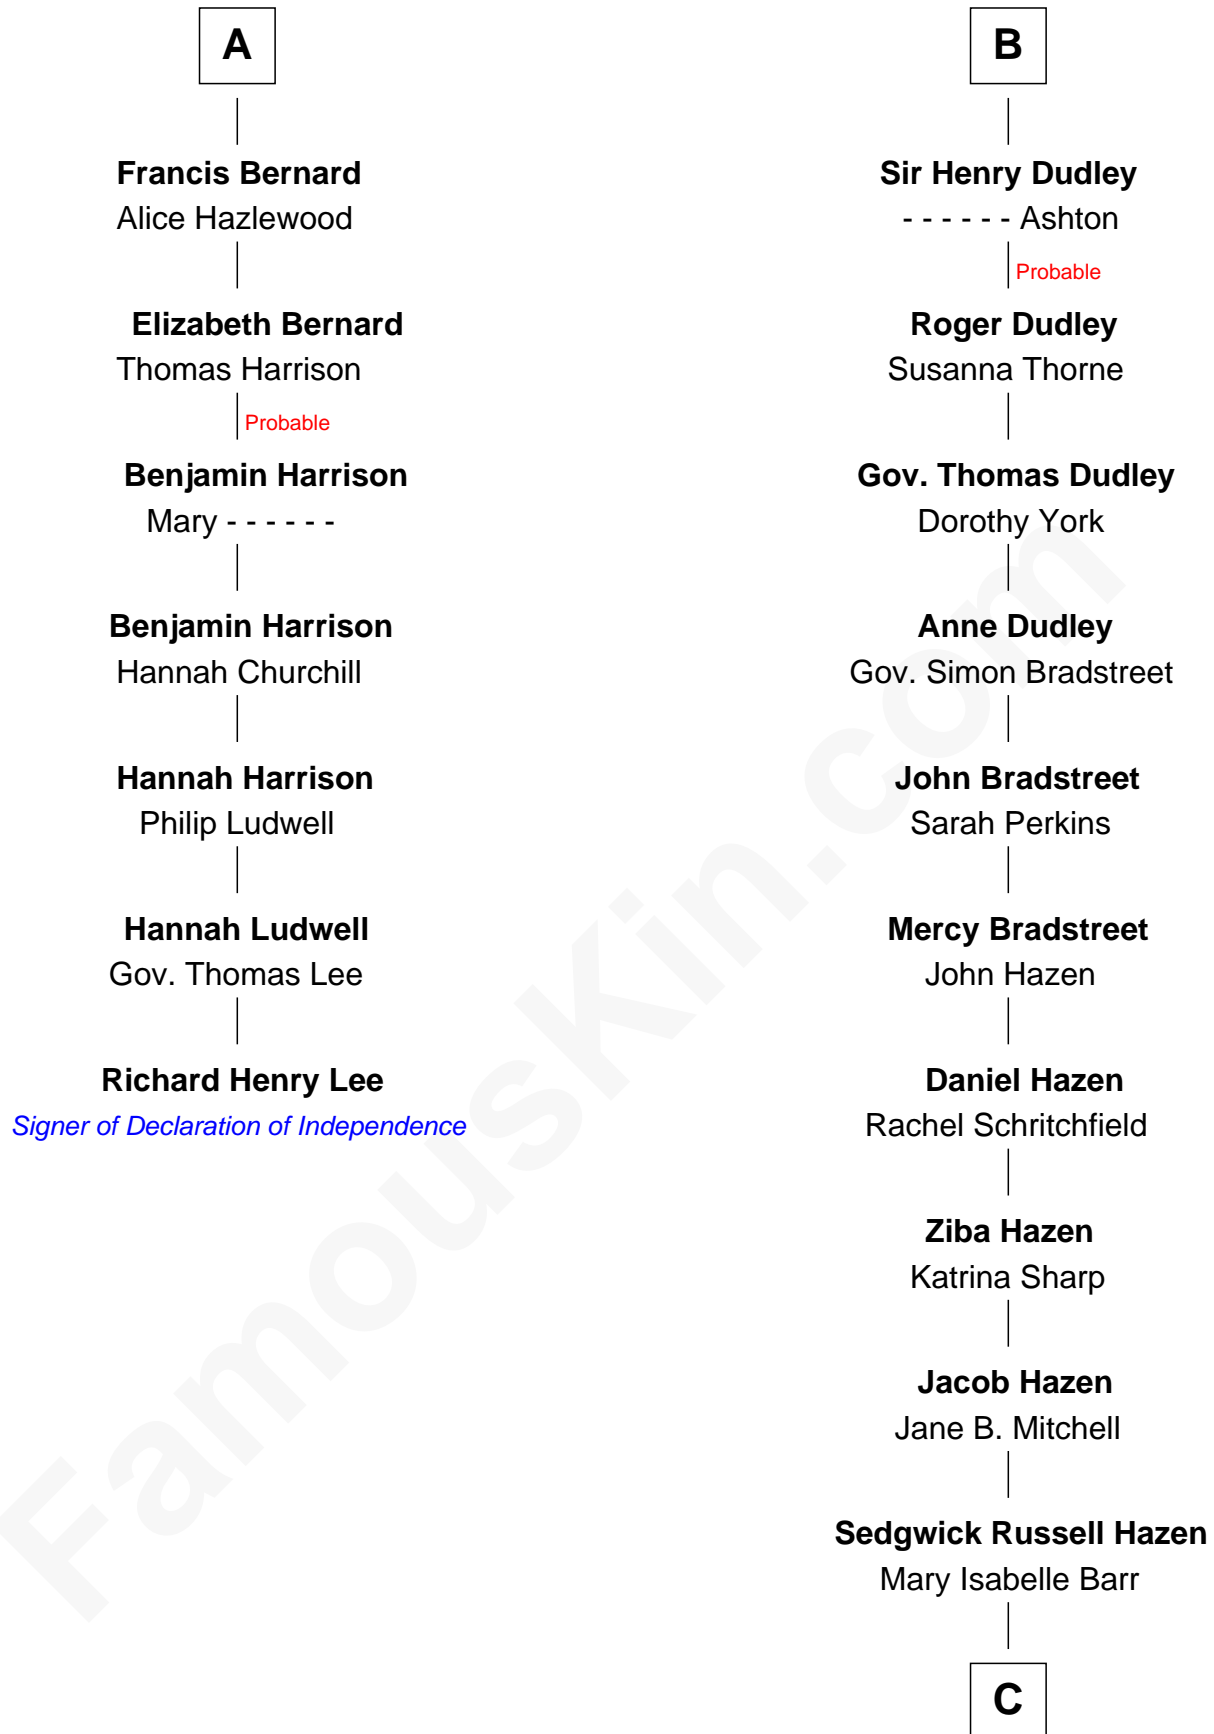 A
Francis Bernard
Alice Hazlewood
Elizabeth Bernard
Thomas Harrison
Probable
Benjamin Harrison
Mary - - - - - -
Benjamin Harrison
Hannah Churchill
Hannah Harrison
Philip Ludwell
Hannah Ludwell
Gov. Thomas Lee
Richard Henry Lee
Signer of Declaration of Independence
B
Sir Henry Dudley
- - - - - - Ashton
Probable
Roger Dudley
Susanna Thorne
Gov. Thomas Dudley
Dorothy York
Anne Dudley
Gov. Simon Bradstreet
John Bradstreet
Sarah Perkins
Mercy Bradstreet
John Hazen
Daniel Hazen
Rachel Schritchfield
Ziba Hazen
Katrina Sharp
Jacob Hazen
Jane B. Mitchell
Sedgwick Russell Hazen
Mary Isabelle Barr
C
FamousKin.com